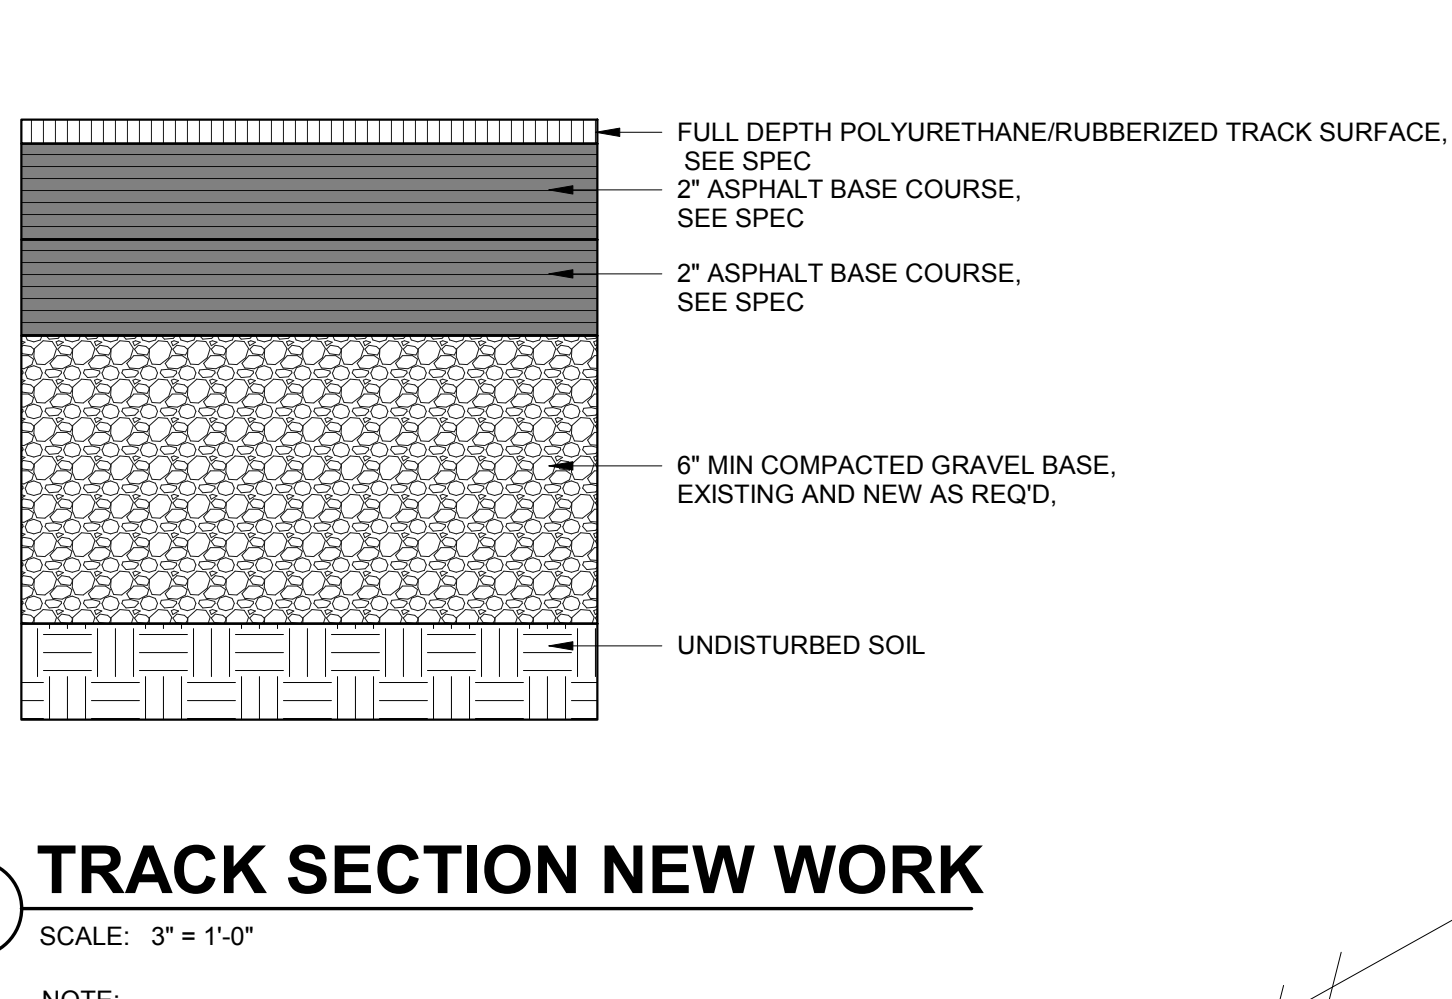 FULL DEPTH POLYURETHANE/RUBBERIZED TRACK SURFACE,
SEE SPEC
2" ASPHALT BASE COURSE,
SEE SPEC
2" ASPHALT BASE COURSE,
SEE SPEC
6" MIN COMPACTED GRAVEL BASE,
EXISTING AND NEW AS REQ'D,
UNDISTURBED SOIL
TRACK SECTION NEW WORK
SCALE: 3" = 1'-0"
NOTE: